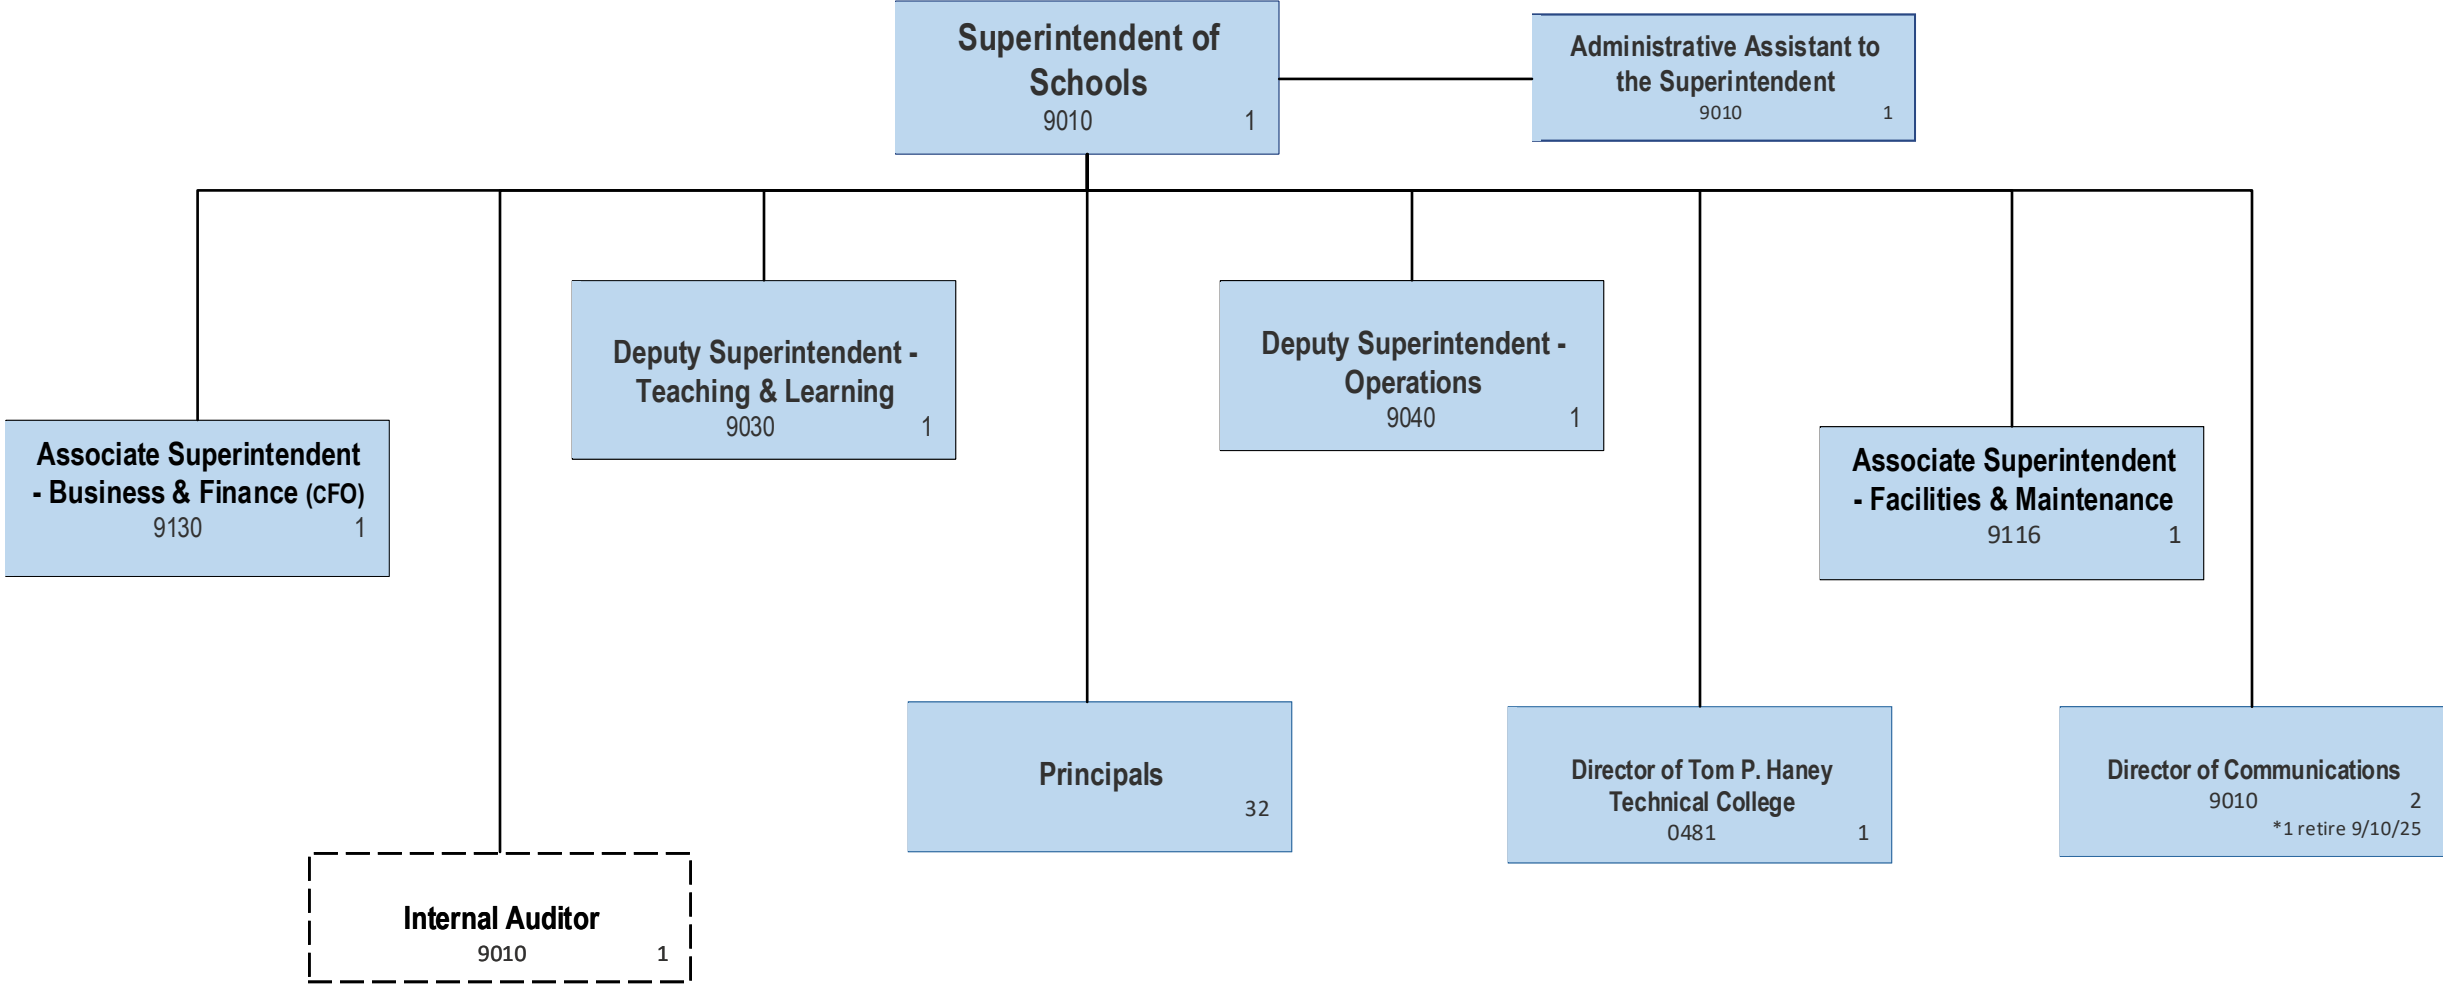 Superintendent of
Schools
9010 1
Administrative Assistant to
the Superintendent
9010 1
Deputy Superintendent -
Teaching & Learning
9030 1
Deputy Superintendent -
Operations
9040 1
Associate Superintendent
- Business & Finance (CFO)
9130 1
Associate Superintendent
- Facilities & Maintenance
9116 1
Principals
32
Director of Tom P. Haney
Technical College
0481 1
Director of Communications
9010 2
*1 retire 9/10/25
Internal Auditor
9010 1